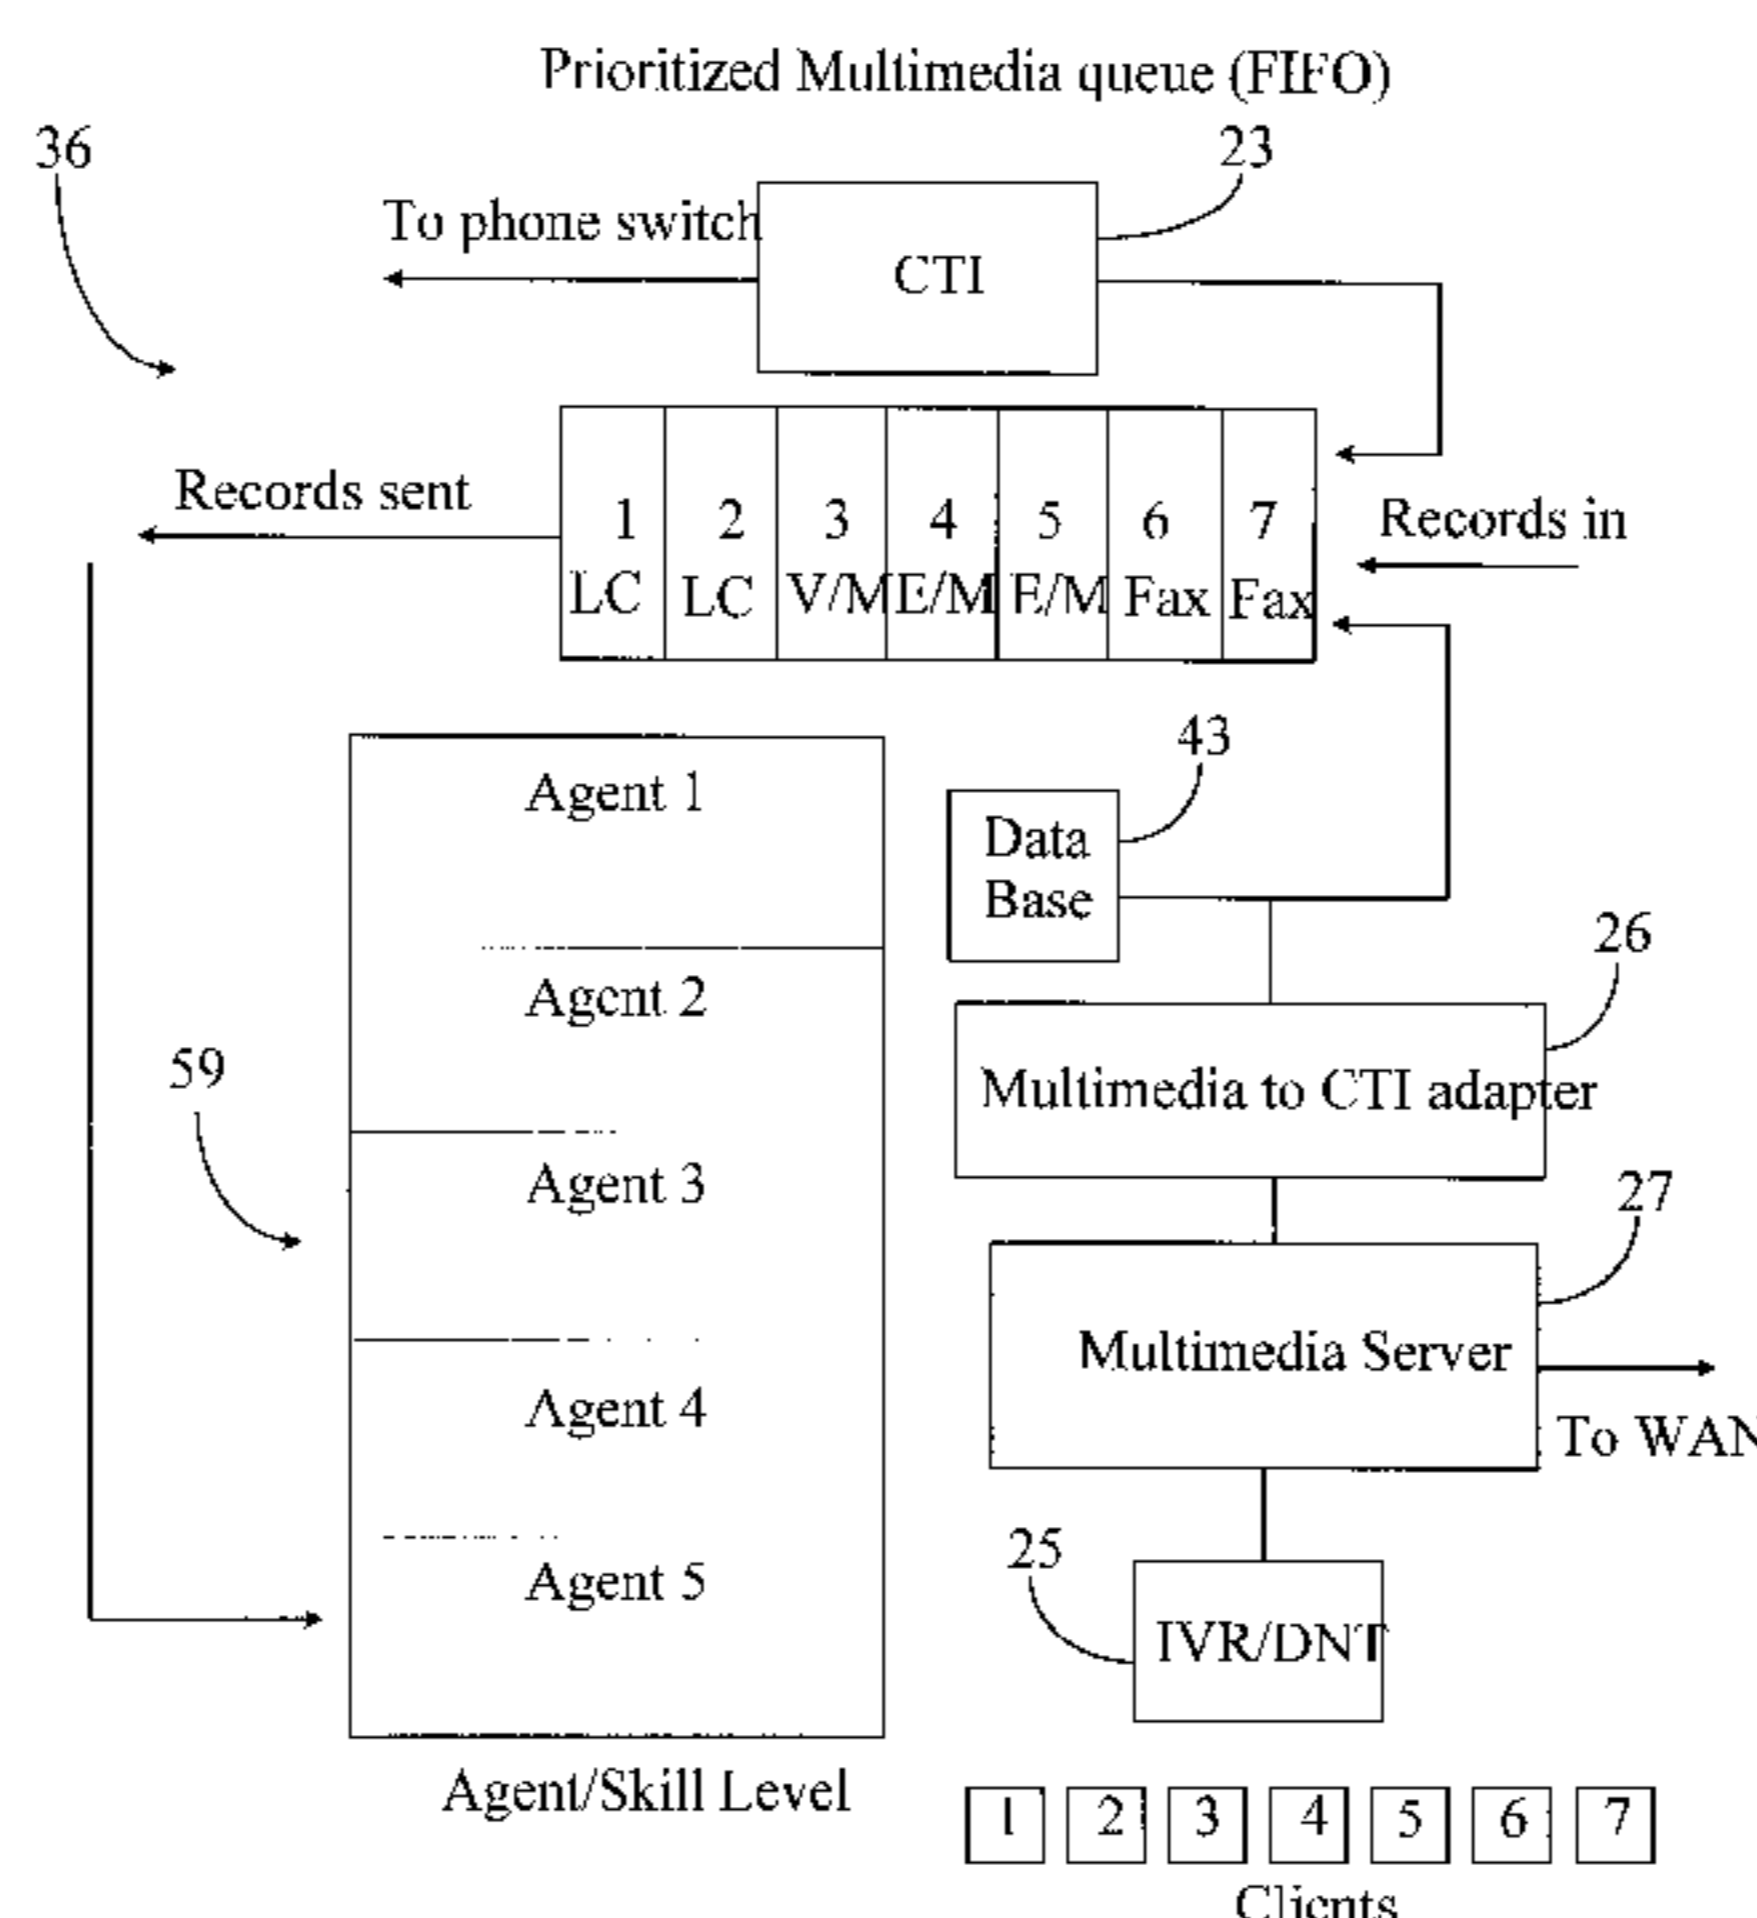 Prioritized Multimedia queue (FIFO)
36
23
To phone switch
CTI
Records sent
1 2 3 4 5 6 7
LC LC V/M E/M E/M Fax Fax
Records in
43
Agent 1
Data
Base
26
Agent 2
59
Multimedia to CTI adapter
27
Agent 3
Multimedia Server
Agent 4
To WAN
25
Agent 5
IVR/DNT
Agent/Skill Level
1 2 3 4 5 6 7
Clients